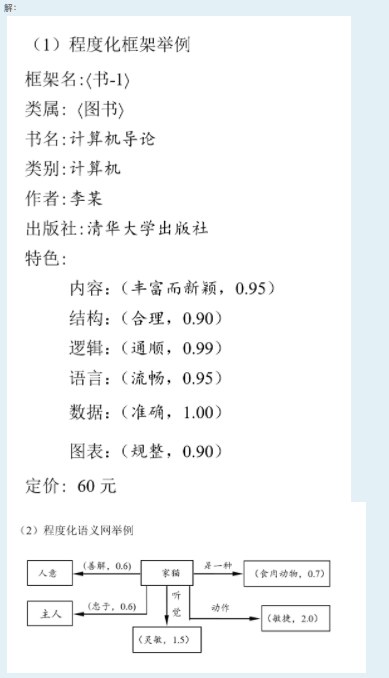 解：
（1）程度化框架举例
框架名:〈书-1〉
类属: 〈图书〉
书名:计算机导论
类别:计算机
作者:李某
出版社:清华大学出版社
特色:
内容:（丰富而新颖，0.95）
结构:（合理，0.90）
逻辑:（通顺，0.99）
语言:（流畅，0.95）
数据:（准确，1.00）
图表:（规整，0.90）
定价: 60 元
（2）程度化语义网举例
人意
(善解, 0.6)
家猫
是一种
(食肉动物, 0.7)
主人
(忠于, 0.6)
听觉
动作
(敏捷, 2.0)
(灵敏, 1.5)